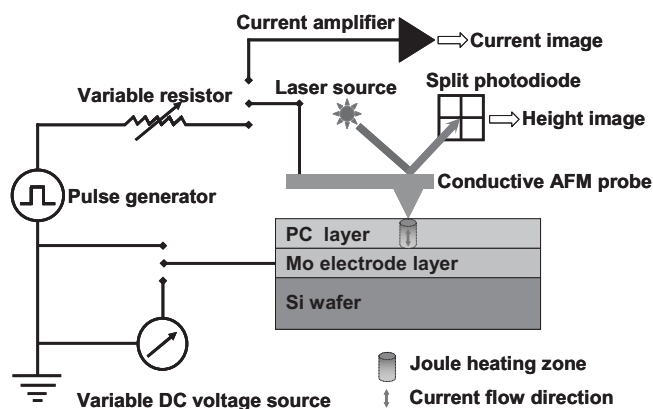 Current amplifier
Current image
Laser source
Split photodiode
Variable resistor
Height image
Pulse generator
Conductive AFM probe
PC layer
Mo electrode layer
Si wafer
Joule heating zone
Variable DC voltage source
Current flow direction